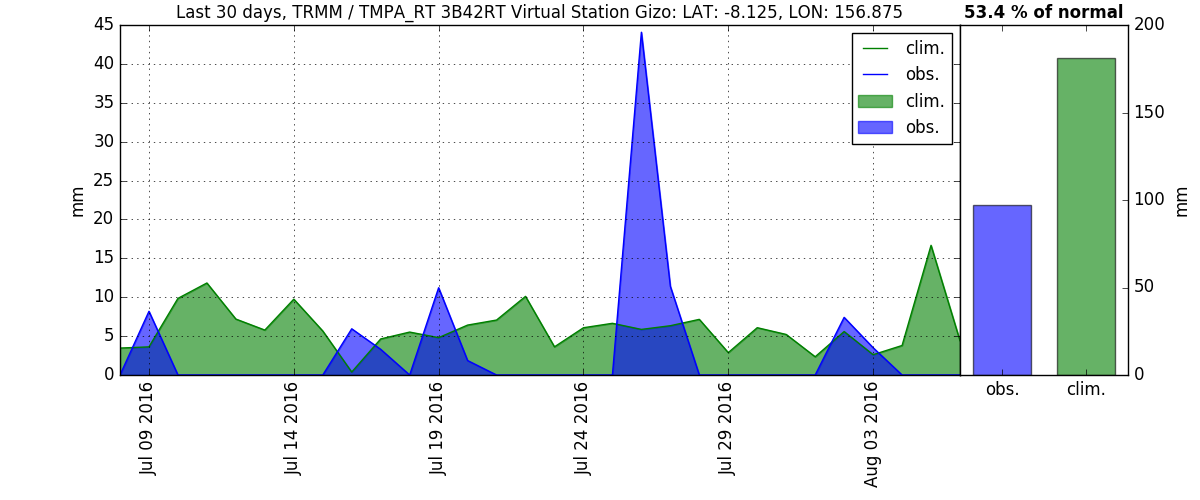 Last 30 days, TRMM / TMPA_RT 3B42RT Virtual Station Gizo: LAT: -8.125, LON: 156.875
53.4 % of normal
45
40
35
30
25
20
15
10
5
0
mm
clim.
obs.
clim.
obs.
Jul 09 2016
Jul 14 2016
Jul 19 2016
Jul 24 2016
Jul 29 2016
Aug 03 2016
200
150
100
50
0
mm
obs.
clim.